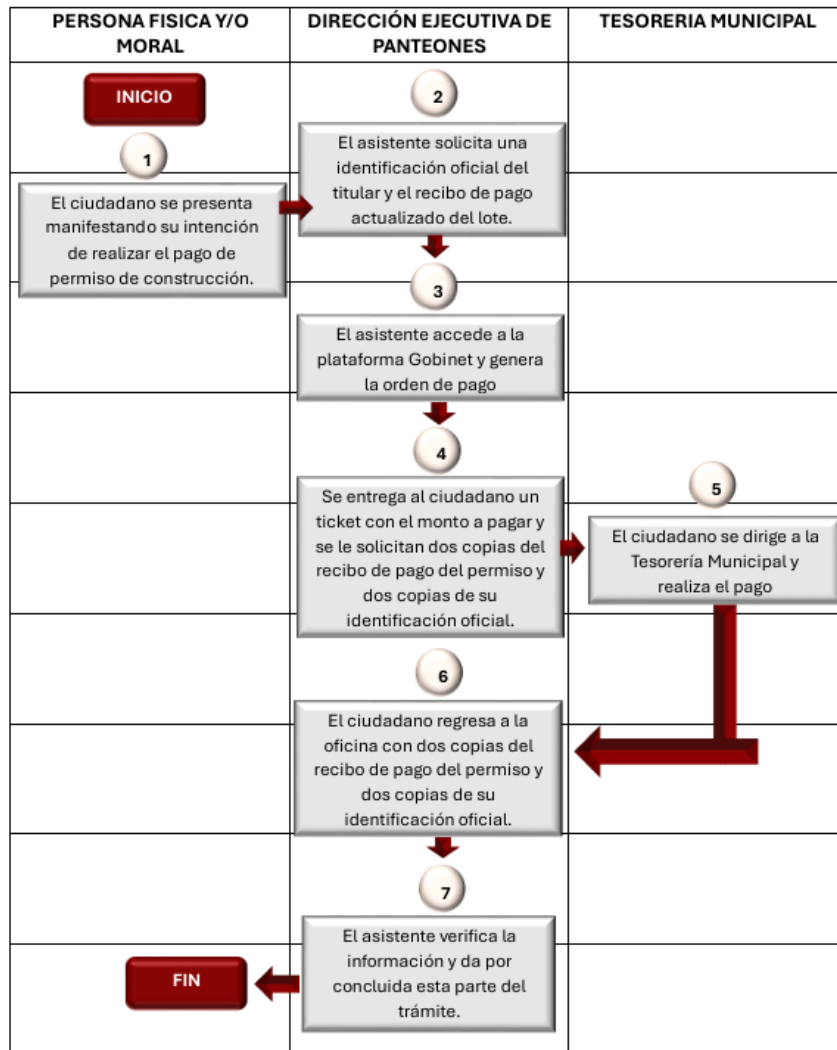 PERSONA FISICA Y/O
MORAL
DIRECCIÓN EJECUTIVA DE
PANTEONES
TESORERIA MUNICIPAL
INICIO
1
El ciudadano se presenta
manifestando su intención
de realizar el pago de
permiso de construcción.
2
El asistente solicita una
identificación oficial del
titular y el recibo de pago
actualizado del lote.
3
El asistente accede a la
plataforma Gobinet y genera
la orden de pago
4
Se entrega al ciudadano un
ticket con el monto a pagar y
se le solicitan dos copias del
recibo de pago del permiso y
dos copias de su
identificación oficial.
5
El ciudadano se dirige a la
Tesorería Municipal y
realiza el pago
6
El ciudadano regresa a la
oficina con dos copias del
recibo de pago del permiso y
dos copias de su
identificación oficial.
7
El asistente verifica la
información y da por
concluida esta parte del
trámite.
FIN